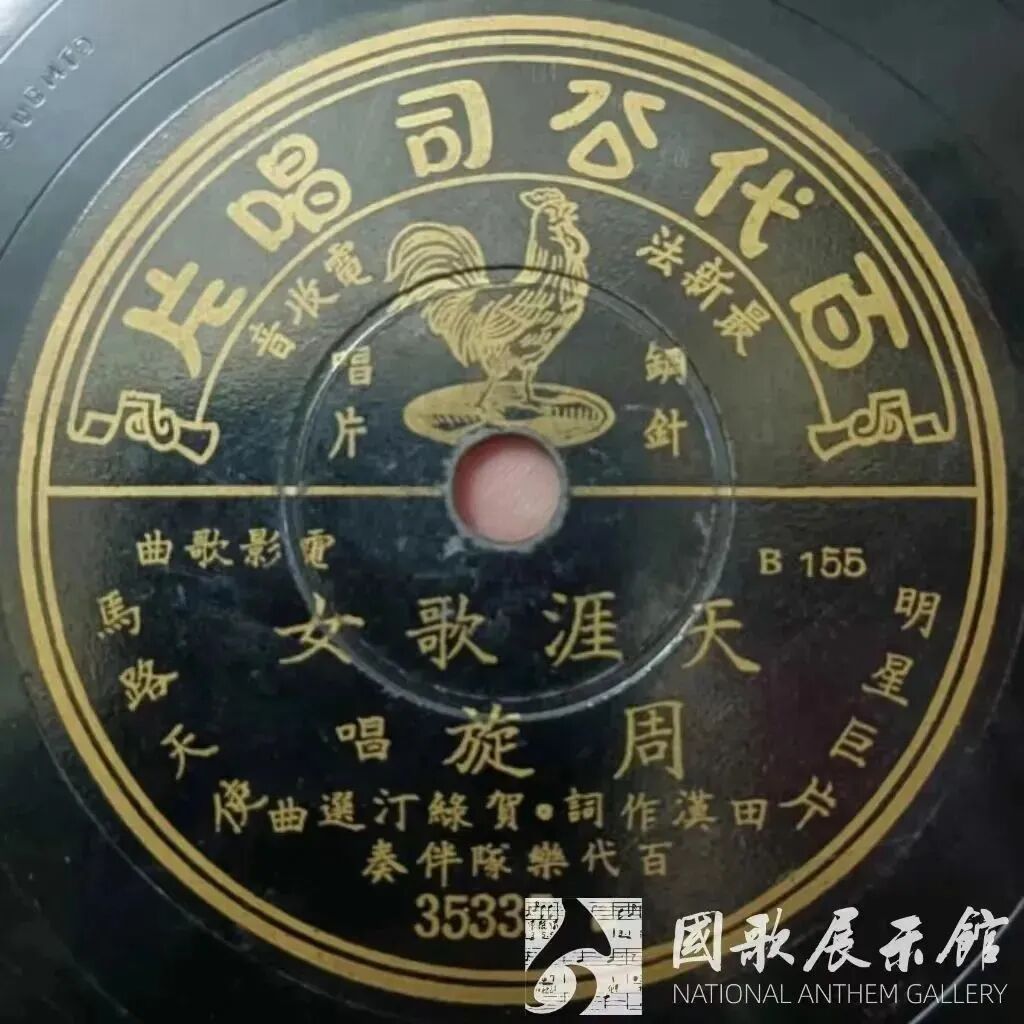 百代公司唱片
最新法
電收音
鋼針
唱片
B 155
電影歌曲
天涯歌女
明星巨片
馬路天使
周旋唱
田漢作詞•賀綠汀選曲
百代樂隊伴奏
國歌展示館
NATIONAL ANTHEM GALLERY